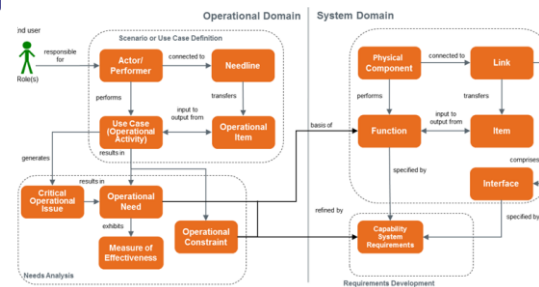 Operational Domain
System Domain
Scenario or Use Case Definition
nd user
responsible
for
Role(s)
Actor/
Performer
connected to
Needline
performs
transfers
Use Case
(Operational
Activity)
input to
output from
Operational
Item
generates
results in
results in
Critical
Operational
Issue
Operational
Need
exhibits
Operational
Constraint
Measure of
Effectiveness
Needs Analysis
basis of
refined by
Physical
Component
connected to
Link
performs
transfers
Function
input to
output from
Item
specified by
comprises
Interface
specified by
Capability
System
Requirements
Requirements Development